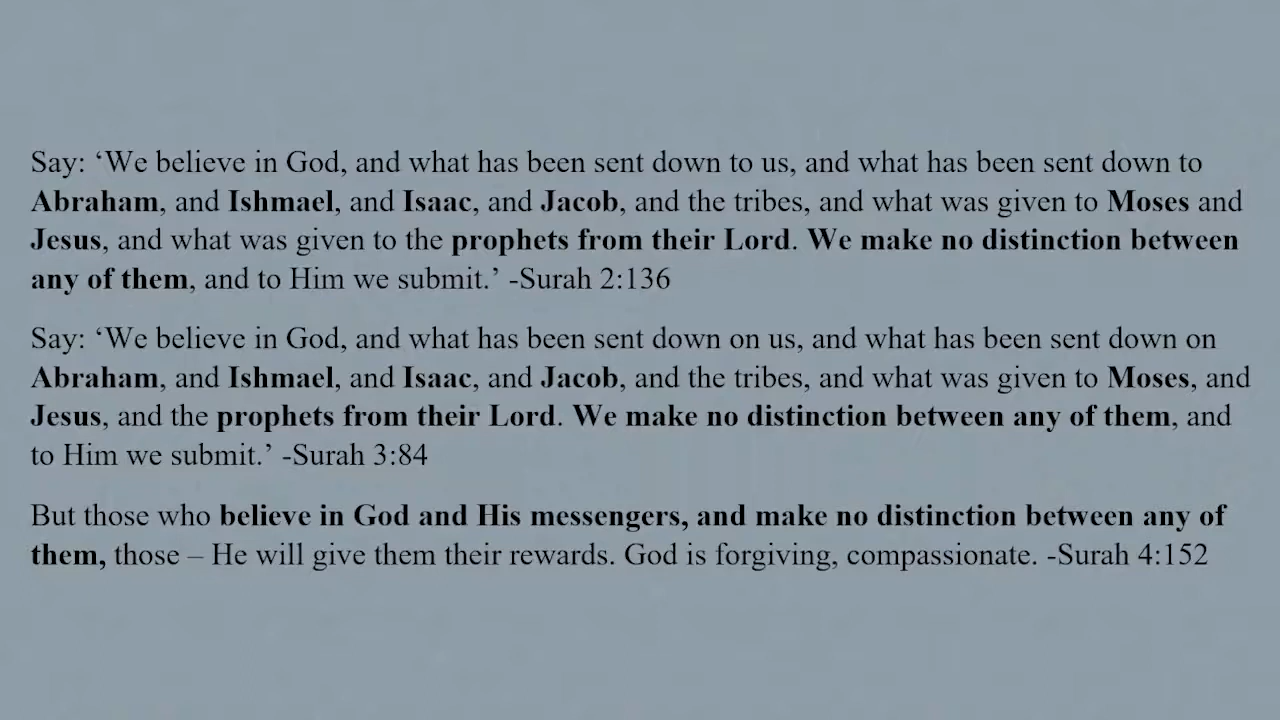 Say: ‘We believe in God, and what has been sent down to us, and what has been sent down to
Abraham, and Ishmael, and Isaac, and Jacob, and the tribes, and what was given to Moses and
Jesus, and what was given to the prophets from their Lord. We make no distinction between
any of them, and to Him we submit.’ -Surah 2:136
Say: ‘We believe in God, and what has been sent down on us, and what has been sent down on
Abraham, and Ishmael, and Isaac, and Jacob, and the tribes, and what was given to Moses, and
Jesus, and the prophets from their Lord. We make no distinction between any of them, and
to Him we submit.’ -Surah 3:84
But those who believe in God and His messengers, and make no distinction between any of
them, those – He will give them their rewards. God is forgiving, compassionate. -Surah 4:152